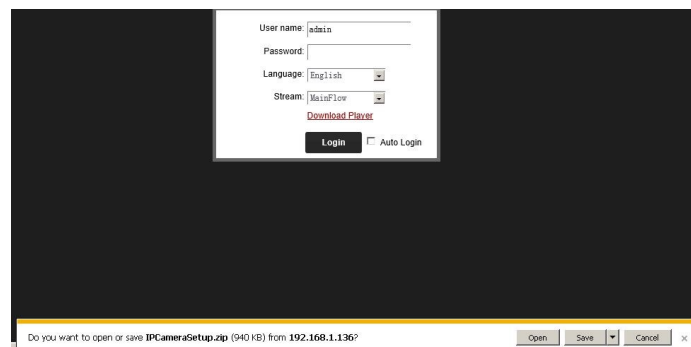 User name: admin
Password:
Language: English
Stream: MainFlow
Download Player
Login Auto Login
Do you want to open or save IPCameraSetup.zip (940 KB) from 192.168.1.136? Open Save Cancel ×